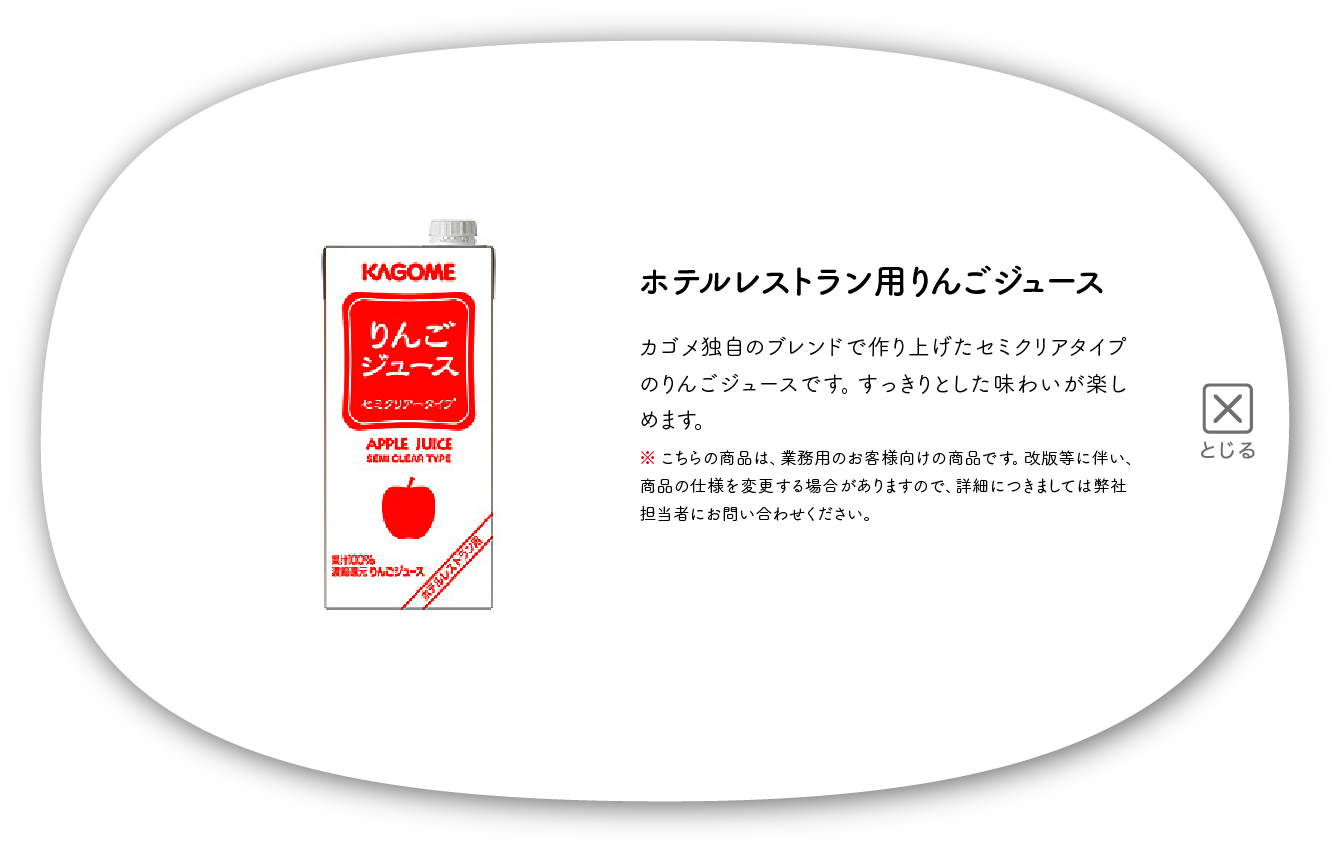 KAGOME
りんご
ジュース
セミクリアータイプ
APPLE JUICE
SEMI CLEAR TYPE
果汁100%
濃縮還元 りんごジュース
ホテルレストラン用
ホテルレストラン用りんごジュース
カゴメ独自のブレンドで作り上げたセミクリアタイプ
のりんごジュースです。すっきりとした味わいが楽し
めます。
※ こちらの商品は、業務用のお客様向けの商品です。改版等に伴い、
商品の仕様を変更する場合がありますので、詳細につきましては弊社
担当者にお問い合わせください。
とじる